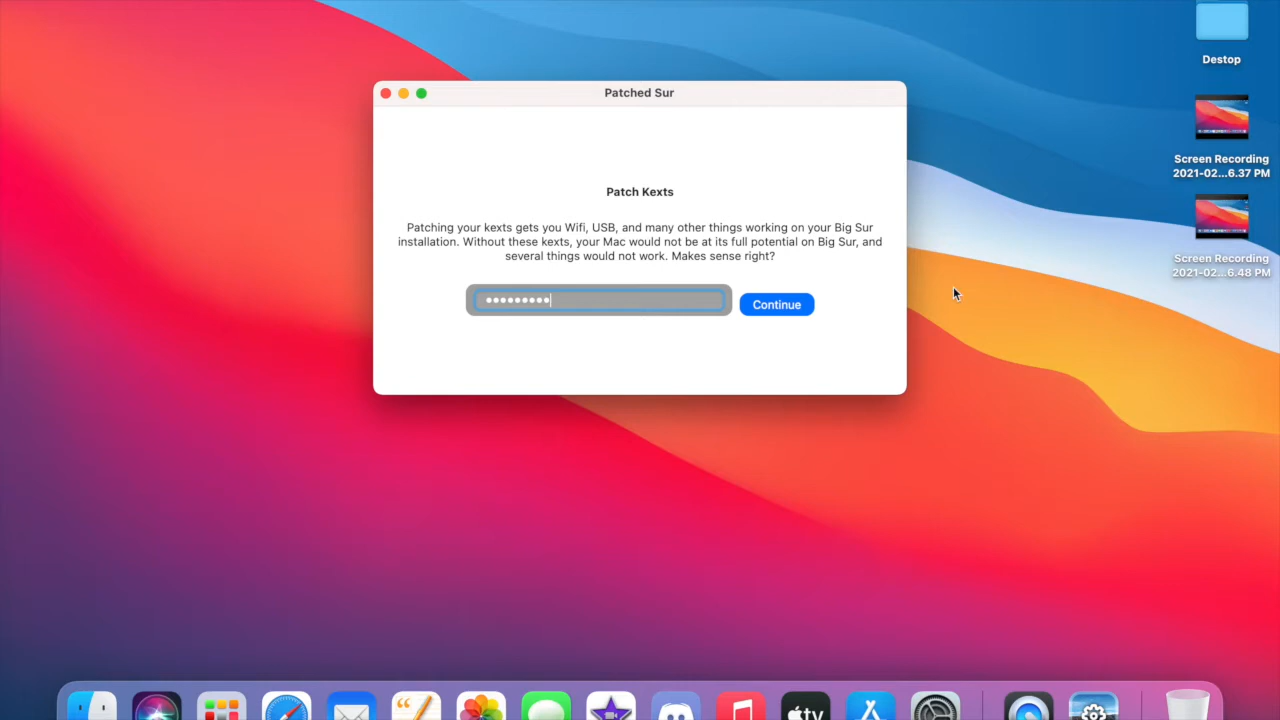 Patched Sur
Patch Kexts
Patching your kexts gets you Wifi, USB, and many other things working on your Big Sur
installation. Without these kexts, your Mac would not be at its full potential on Big Sur, and
several things would not work. Makes sense right?
•••••••••
Continue
Destop
Screen Recording
2021-02...6.37 PM
Screen Recording
2021-02...6.48 PM
tv